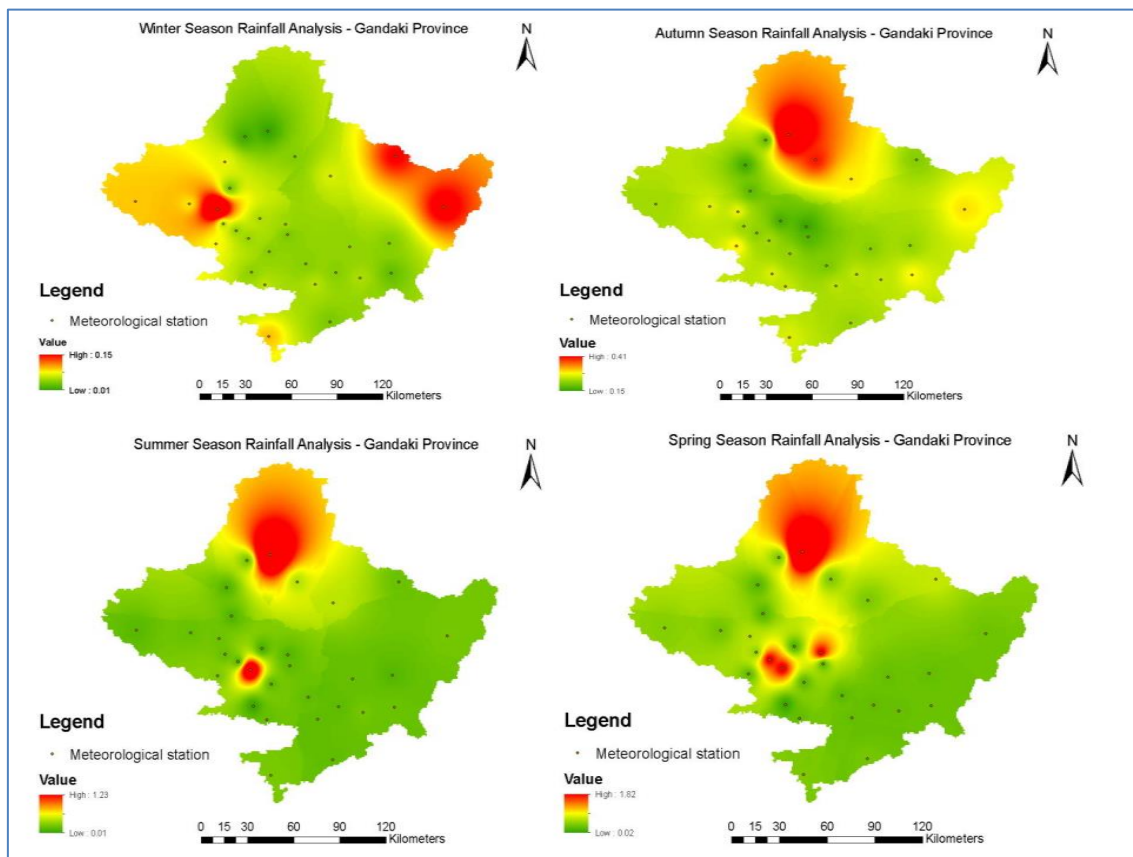 Winter Season Rainfall Analysis - Gandaki Province
N
Legend
Meteorological station
Value
High : 0.15
Low : 0.01
0 15 30 60 90 120
Kilometers
Autumn Season Rainfall Analysis - Gandaki Province
N
Legend
Meteorological station
Value
High : 0.41
Low : 0.15
0 15 30 60 90 120
Kilometers
Summer Season Rainfall Analysis - Gandaki Province
N
Legend
Meteorological station
Value
High : 1.23
Low : 0.01
0 15 30 60 90 120
Kilometers
Spring Season Rainfall Analysis - Gandaki Province
N
Legend
Meteorological station
Value
High : 1.82
Low : 0.02
0 15 30 60 90 120
Kilometers